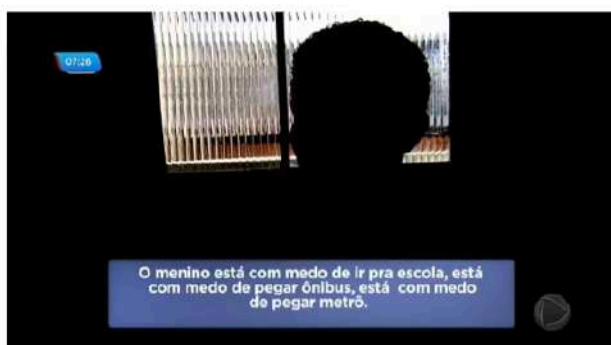 07:26
O menino está com medo de ir pra escola, está
com medo de pegar ônibus, está com medo
de pegar metrô.